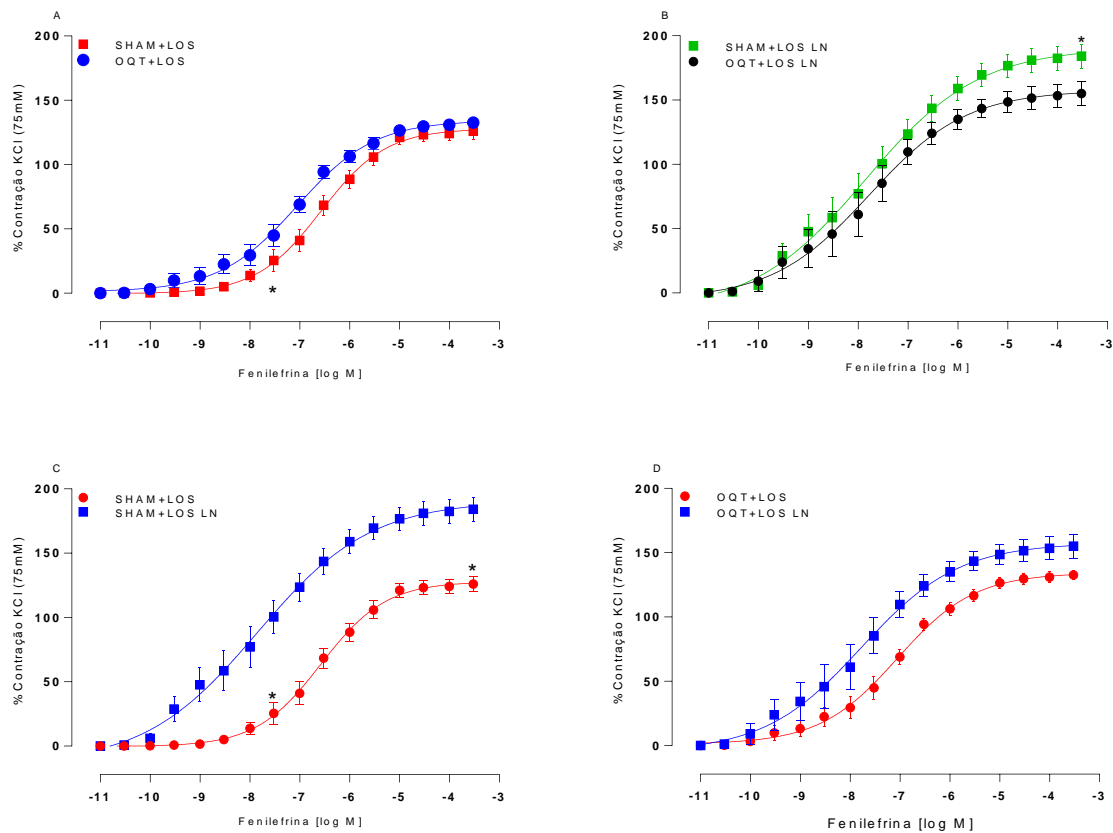 A
SHAM+LOS
OQT+LOS
200
150
100
50
0
%Contração KCl (75mM)
-11 -10 -9 -8 -7 -6 -5 -4 -3
Fenilefrina [log M]
*
B
SHAM+LOS LN
OQT+LOS LN
200
150
100
50
0
%Contração KCl (75mM)
-11 -10 -9 -8 -7 -6 -5 -4 -3
Fenilefrina [log M]
*
C
SHAM+LOS
SHAM+LOS LN
200
150
100
50
0
%Contração KCl (75mM)
-11 -10 -9 -8 -7 -6 -5 -4 -3
Fenilefrina [log M]
*
*
D
OQT+LOS
OQT+LOS LN
200
150
100
50
0
%Contração KCl (75mM)
-11 -10 -9 -8 -7 -6 -5 -4 -3
Fenilefrina [log M]